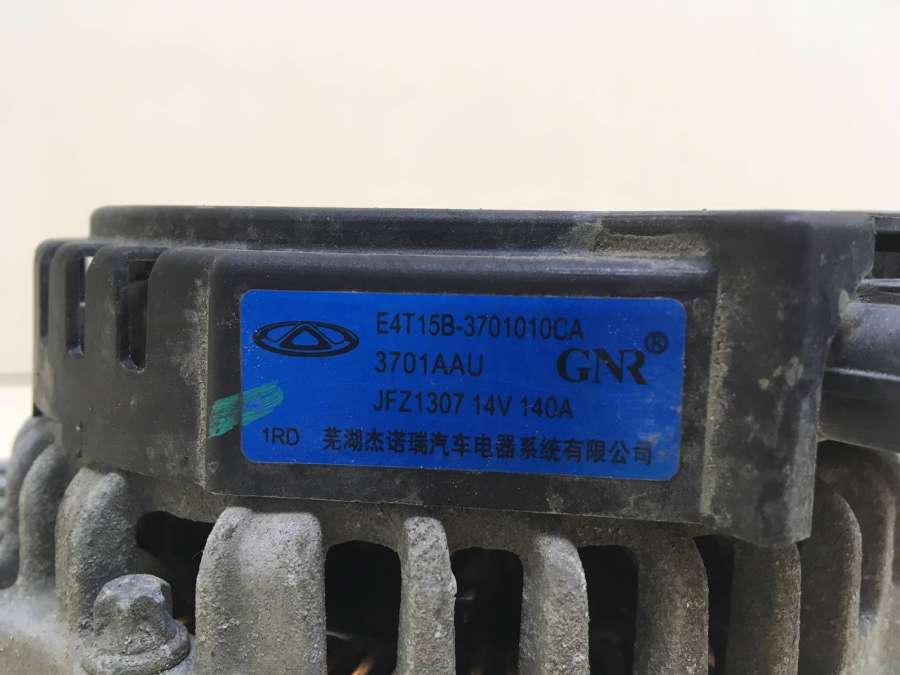 E4T15B-3701010CA
3701AAU GNR®
JFZ1307 14V 140A
1RD 芜湖杰诺瑞汽车电器系统有限公司